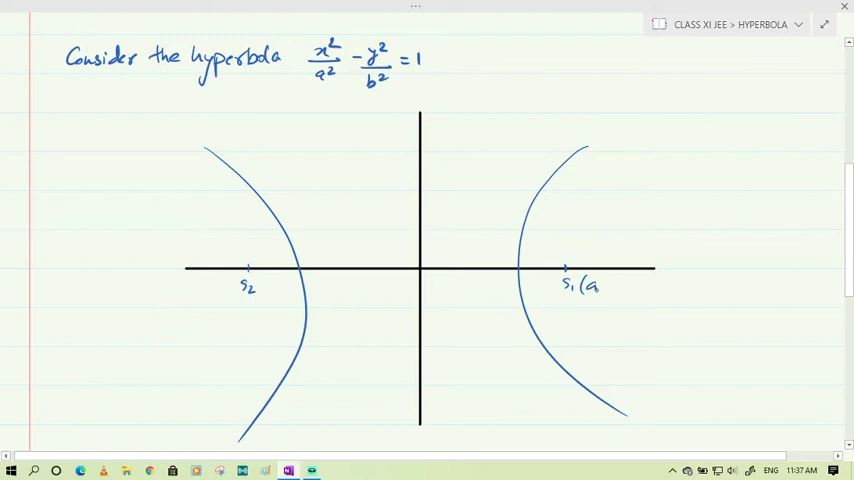 CLASS XI JEE > HYPERBOLA
Consider the hyperbola x²/a² - y²/b² = 1
S₂
S₁ (a
ENG 11:37 AM